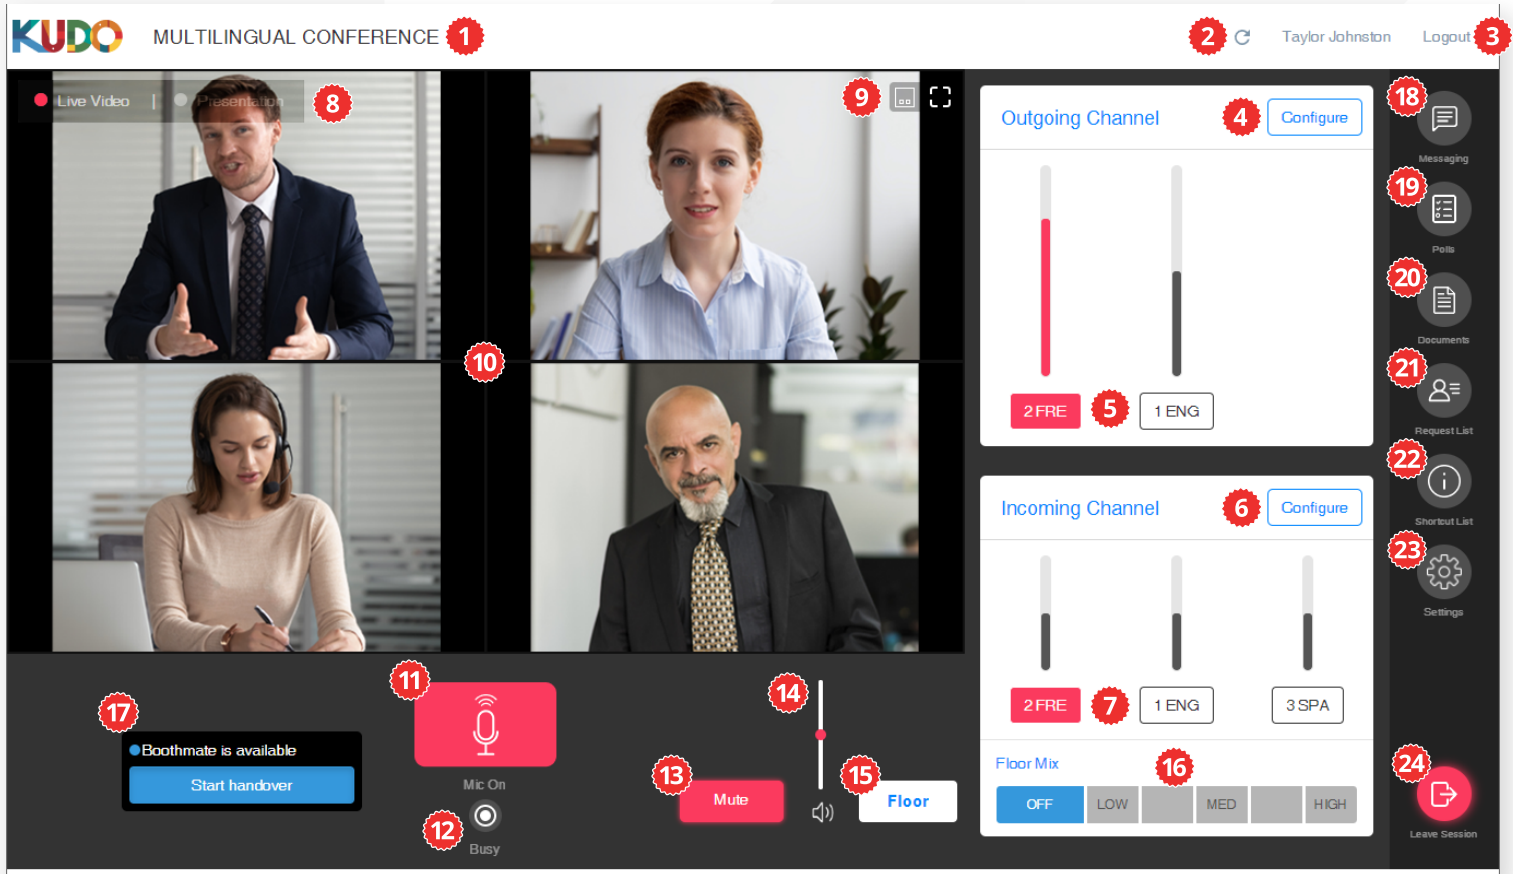 KUDO MULTILINGUAL CONFERENCE 1 2 Taylor Johnston Logout 3
Live Video | Presentation 8 9
10
Outgoing Channel 4 Configure
2 FRE 5 1 ENG
Incoming Channel 6 Configure
2 FRE 7 1 ENG 3 SPA
Floor Mix 16
OFF LOW MED HIGH
17
Boothmate is available
Start handover
11
Mic On
12
Busy
13
Mute
14
15
Floor
18
Messaging
19
Polls
20
Documents
21
Request List
22
Shortcut List
23
Settings
24
Leave Session